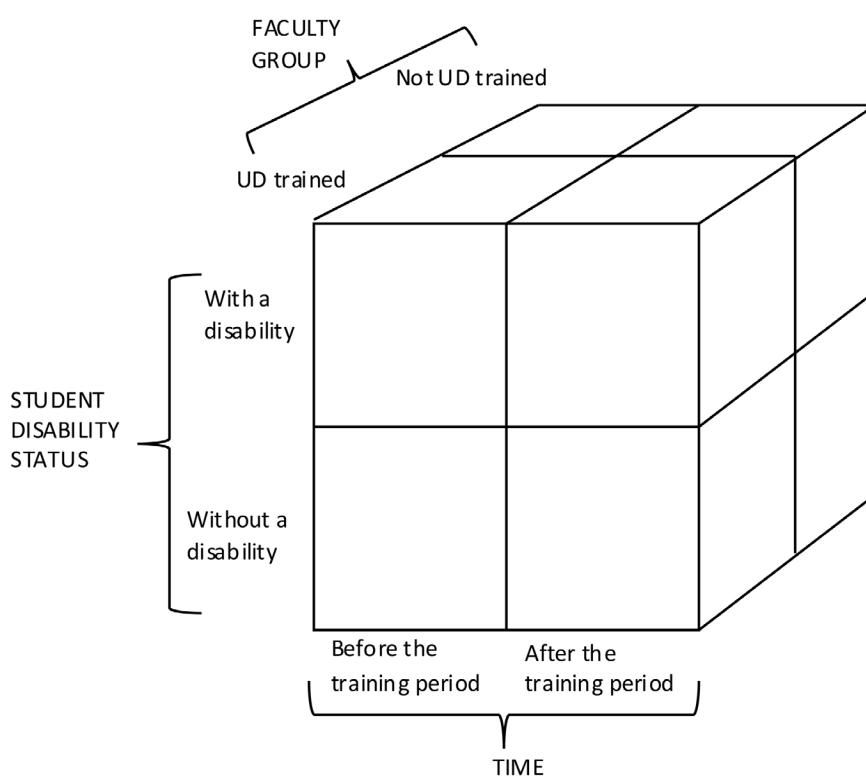 FACULTY
GROUP
Not UD trained
UD trained
With a
disability
STUDENT
DISABILITY
STATUS
Without a
disability
Before the
training period
After the
training period
TIME